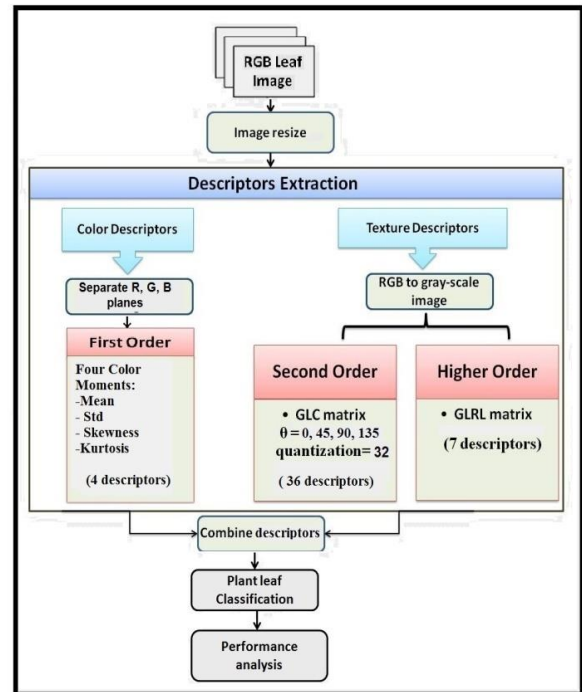 RGB Leaf
Image
Image resize
Descriptors Extraction
Color Descriptors
Texture Descriptors
Separate R, G, B
planes
RGB to gray-scale
image
First Order
Four Color
Moments:
-Mean
- Std
- Skewness
-Kurtosis
(4 descriptors)
Second Order
• GLC matrix
θ = 0, 45, 90, 135
quantization= 32
( 36 descriptors)
Higher Order
• GLRL matrix
(7 descriptors)
Combine descriptors
Plant leaf
Classification
Performance
analysis